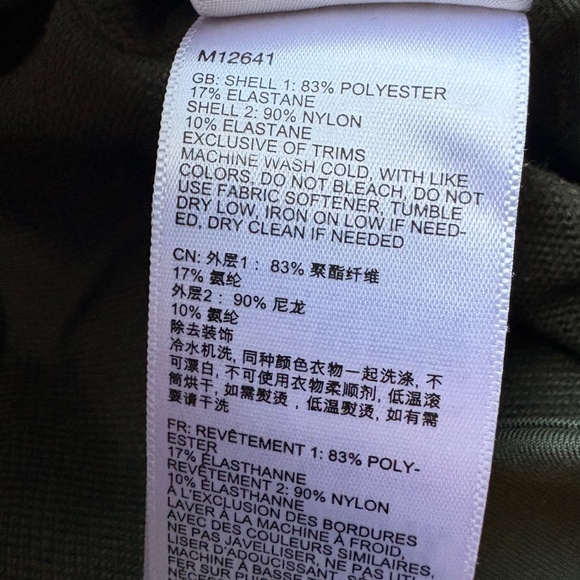 M12641
GB: SHELL 1: 83% POLYESTER
17% ELASTANE
SHELL 2: 90% NYLON
10% ELASTANE
EXCLUSIVE OF TRIMS
MACHINE WASH COLD, WITH LIKE
COLORS, DO NOT BLEACH, DO NOT
USE FABRIC SOFTENER, TUMBLE
DRY LOW, IRON ON LOW IF NEED-
ED, DRY CLEAN IF NEEDED
CN: 外层1： 83% 聚酯纤维
17% 氨纶
外层2： 90% 尼龙
10% 氨纶
除去装饰
冷水机洗, 同种颜色衣物一起洗涤, 不
可漂白, 不可使用衣物柔顺剂, 低温滚
筒烘干, 如需熨烫, 低温熨烫, 如有需
要请干洗
FR: REVÊTEMENT 1: 83% POLY-
ESTER
17% ÉLASTHANNE
REVÊTEMENT 2: 90% NYLON
10% ÉLASTHANNE
À L'EXCLUSION DES BORDURES
LAVER À LA MACHINE À FROID,
AVEC DES COULEURS SIMILAIRES,
NE PAS JAVELLISER, NE PAS UTI-
LISER D'ADOUCISSANT, SÉCHER
MACHINE À BASSE
FER SUR